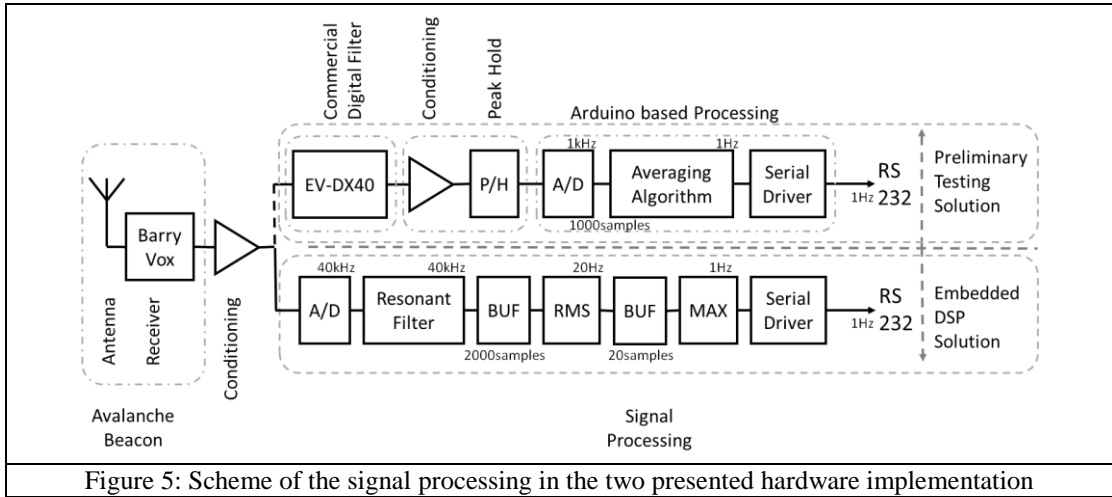 Commercial
Digital Filter
Conditioning
Peak Hold
Arduino based Processing
1kHz
1Hz
EV-DX40
P/H
A/D
Averaging
Algorithm
Serial
Driver
RS
232
1Hz
1000samples
Preliminary
Testing
Solution
Barry
Vox
Antenna
Receiver
Conditioning
40kHz
40kHz
20Hz
1Hz
A/D
Resonant
Filter
BUF
RMS
BUF
MAX
Serial
Driver
RS
232
1Hz
2000samples
20samples
Embedded
DSP
Solution
Avalanche
Beacon
Signal
Processing
Figure 5: Scheme of the signal processing in the two presented hardware implementation